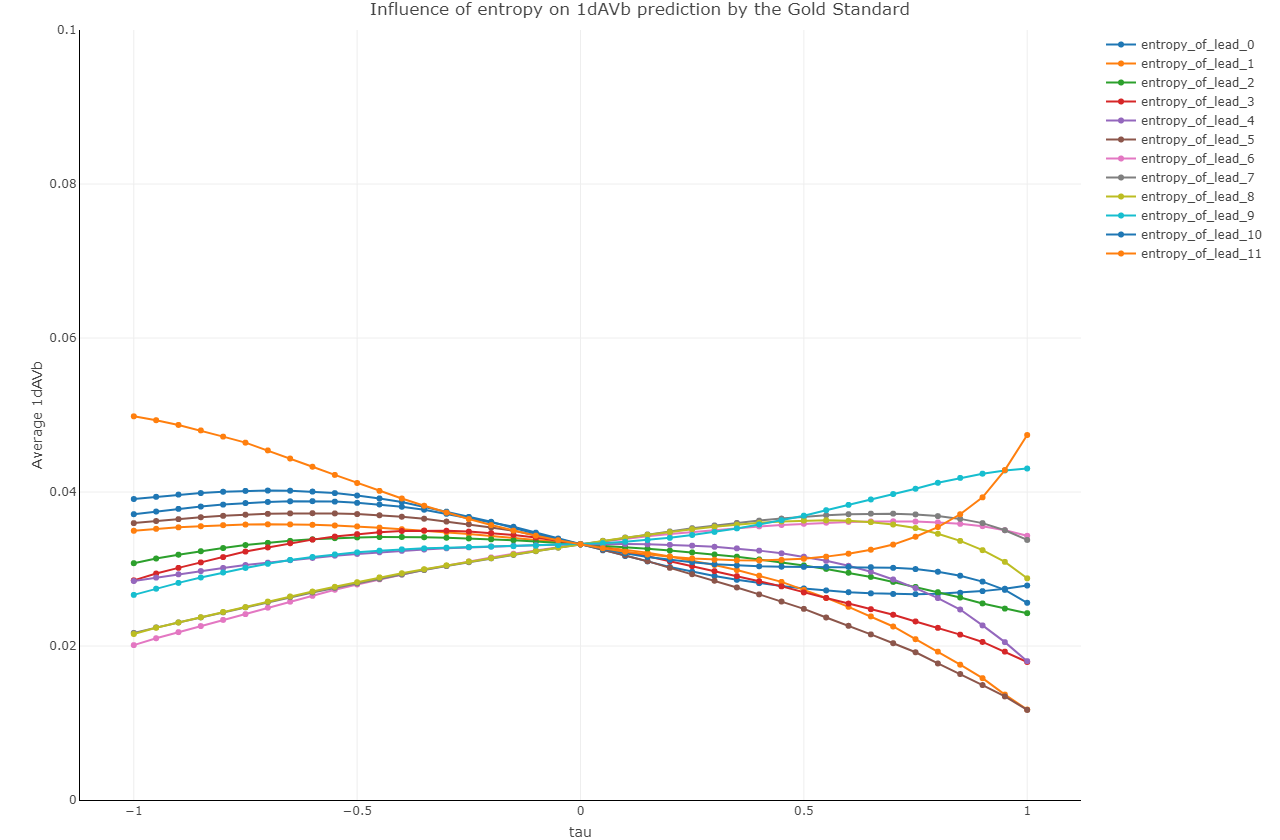 Influence of entropy on 1dAVb prediction by the Gold Standard
Average 1dAVb
0.1
0.08
0.06
0.04
0.02
0
−1
−0.5
0
0.5
1
tau
entropy_of_lead_0
entropy_of_lead_1
entropy_of_lead_2
entropy_of_lead_3
entropy_of_lead_4
entropy_of_lead_5
entropy_of_lead_6
entropy_of_lead_7
entropy_of_lead_8
entropy_of_lead_9
entropy_of_lead_10
entropy_of_lead_11